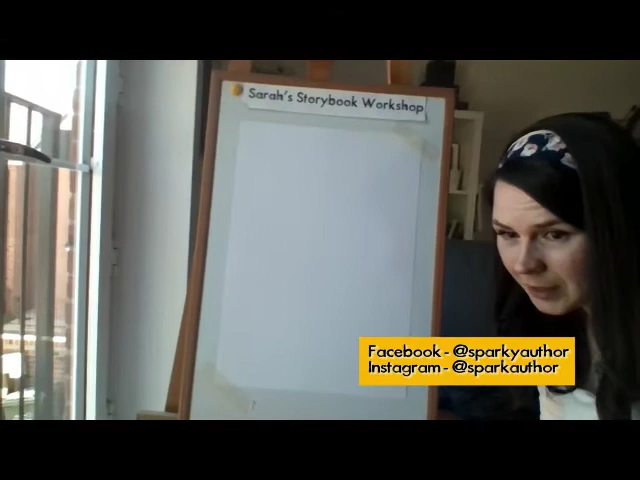 Sarah's Storybook Workshop
Facebook - @sparkyauthor
Instagram - @sparkauthor